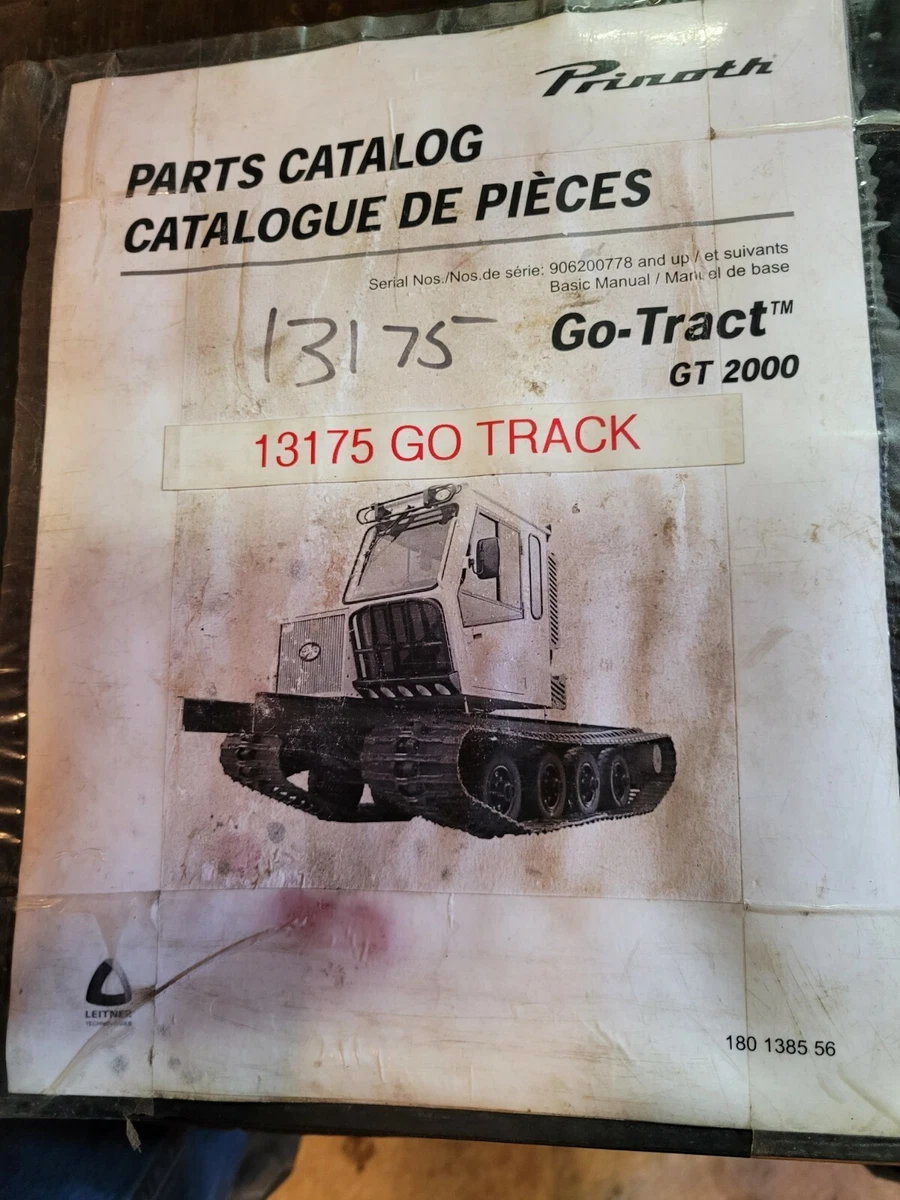 Prinoth
PARTS CATALOG
CATALOGUE DE PIÈCES
Serial Nos./Nos.de série: 906200778 and up / et suivants
Basic Manual / Manuel de base
Go-Tract™
GT 2000
13175
13175 GO TRACK
LEITNER
TECHNOLOGIES
180 1385 56